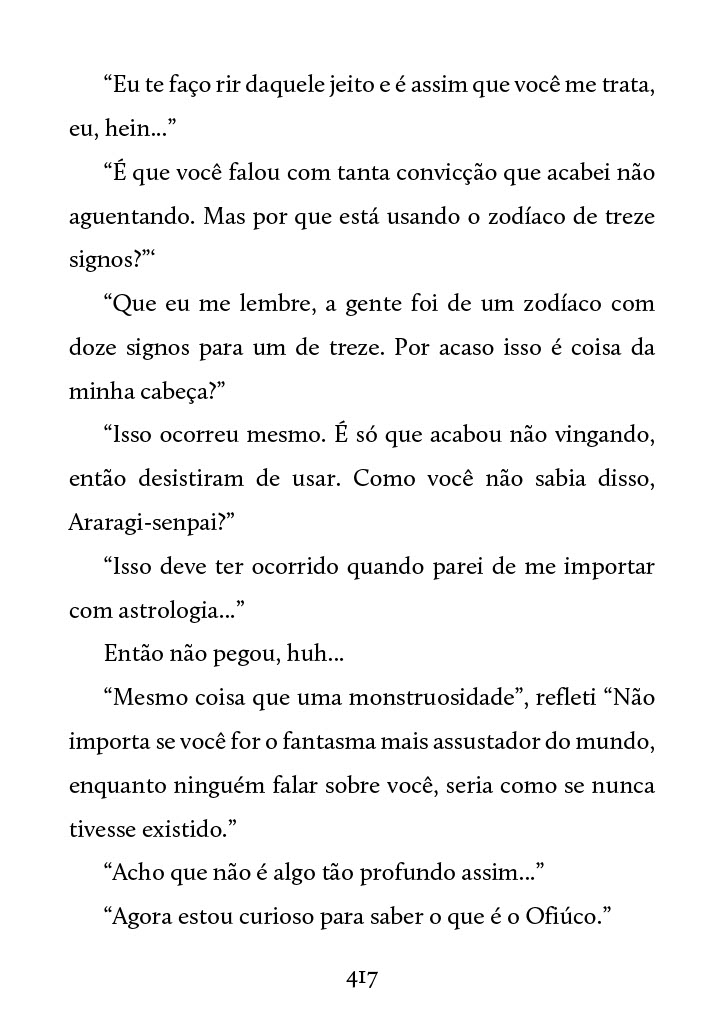 “Eu te faço rir daquele jeito e é assim que você me trata,
eu, hein...”
“É que você falou com tanta convicção que acabei não
aguentando. Mas por que está usando o zodíaco de treze
signos?”‘
“Que eu me lembre, a gente foi de um zodíaco com
doze signos para um de treze. Por acaso isso é coisa da
minha cabeça?”
“Isso ocorreu mesmo. É só que acabou não vingando,
então desistiram de usar. Como você não sabia disso,
Araragi-senpai?”
“Isso deve ter ocorrido quando parei de me importar
com astrologia...”
Então não pegou, huh...
“Mesmo coisa que uma monstruosidade”, refleti “Não
importa se você for o fantasma mais assustador do mundo,
enquanto ninguém falar sobre você, seria como se nunca
tivesse existido.”
“Acho que não é algo tão profundo assim...”
“Agora estou curioso para saber o que é o Ofiúco.”
417